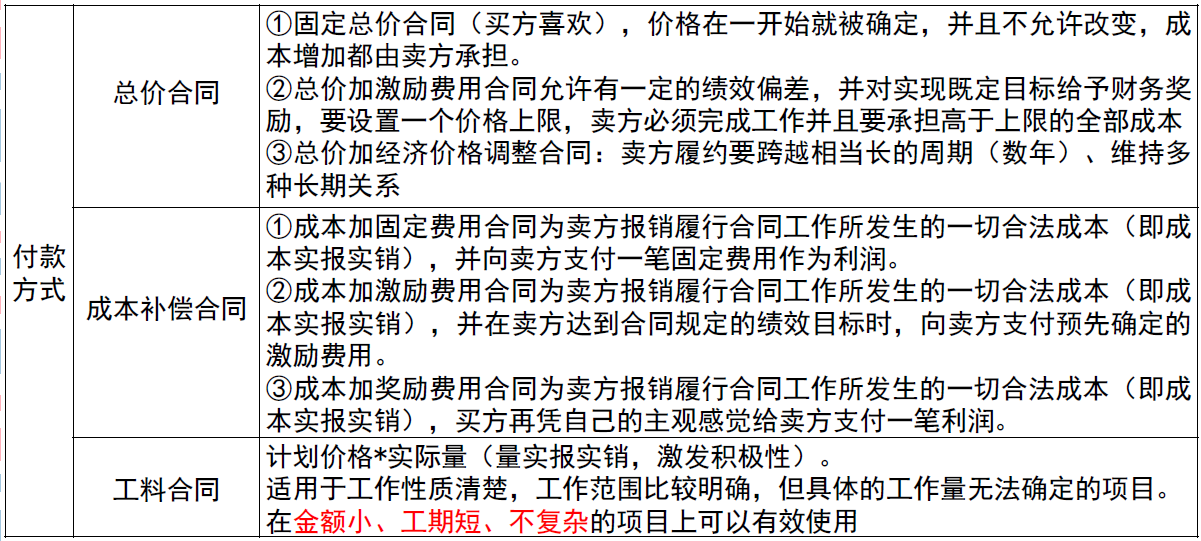 付款
方式
总价合同
①固定总价合同（买方喜欢），价格在一开始就被确定，并且不允许改变，成
本增加都由卖方承担。
②总价加激励费用合同允许有一定的绩效偏差，并对实现既定目标给予财务奖
励，要设置一个价格上限，卖方必须完成工作并且要承担高于上限的全部成本
③总价加经济价格调整合同：卖方履约要跨越相当长的周期（数年）、维持多
种长期关系
成本补偿合同
①成本加固定费用合同为卖方报销履行合同工作所发生的一切合法成本（即成
本实报实销），并向卖方支付一笔固定费用作为利润。
②成本加激励费用合同为卖方报销履行合同工作所发生的一切合法成本（即成
本实报实销），并在卖方达到合同规定的绩效目标时，向卖方支付预先确定的
激励费用。
③成本加奖励费用合同为卖方报销履行合同工作所发生的一切合法成本（即成
本实报实销），买方再凭自己的主观感觉给卖方支付一笔利润。
工料合同
计划价格*实际量（量实报实销，激发积极性）。
适用于工作性质清楚，工作范围比较明确，但具体的工作量无法确定的项目。
在金额小、工期短、不复杂的项目上可以有效使用